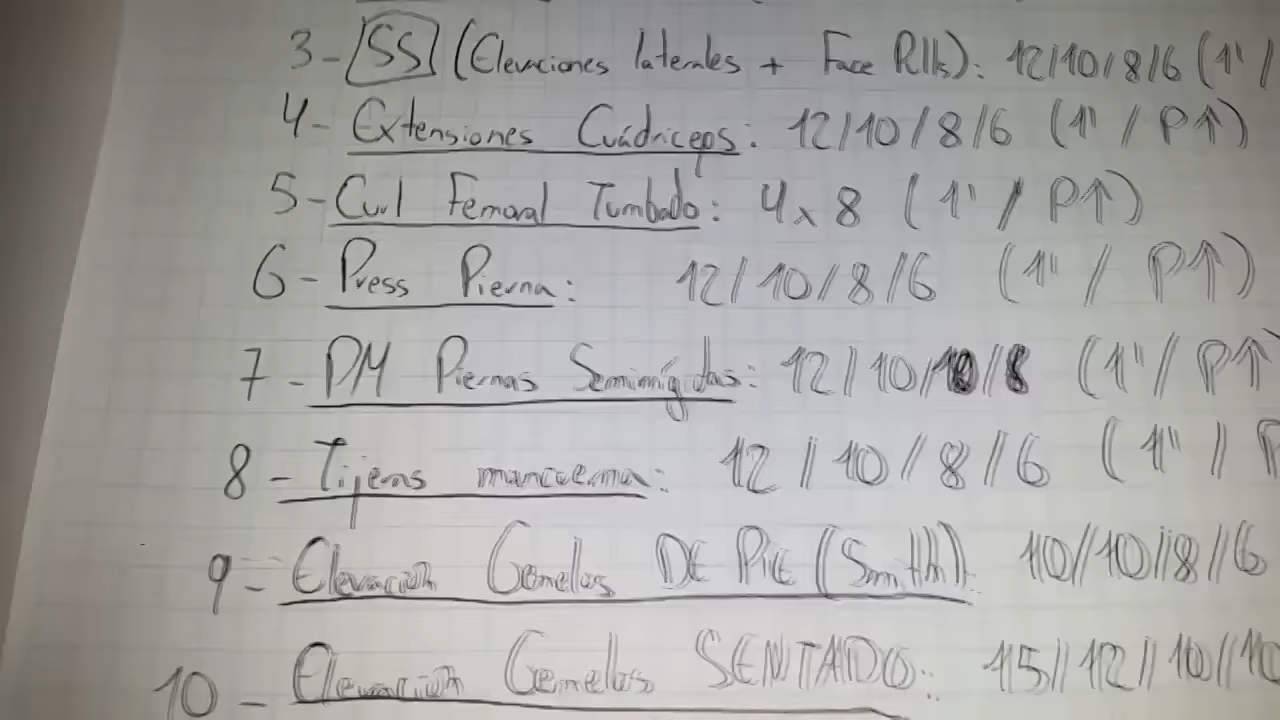 3- SS (Elevaciones laterales + Face Pulls): 12/10/8/6 (1'/
4- Extensiones Cuádriceps: 12/10/8/6 (1'/P↑)
5- Curl Femoral Tumbado: 4x8 (1'/P↑)
6- Press Pierna: 12/10/8/6 (1'/P↑)
7- PM Piernas Semirrígidas: 12/10/10/8 (1'/P↑
8- Tijeras mancuerna: 12/10/8/6 (1'/P
9- Elevación Gemelos DE PIE (Smith): 10/10/8/6
10- Elevación Gemelos SENTADO: 15/12/10/10